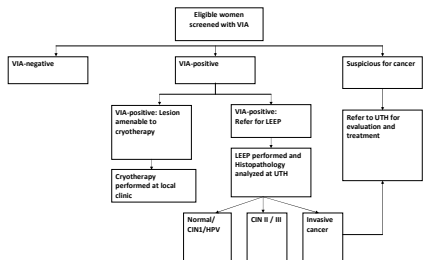 Eligible women
screened with VIA
VIA-negative
VIA-positive
Suspicious for cancer
VIA-positive: Lesion
amenable to
cryotherapy
VIA-positive:
Refer for LEEP
Refer to UTH for
evaluation and
treatment
Cryotherapy
performed at local
clinic
LEEP performed and
Histopathology
analyzed at UTH
Normal/
CIN1/HPV
CIN II / III
Invasive
cancer